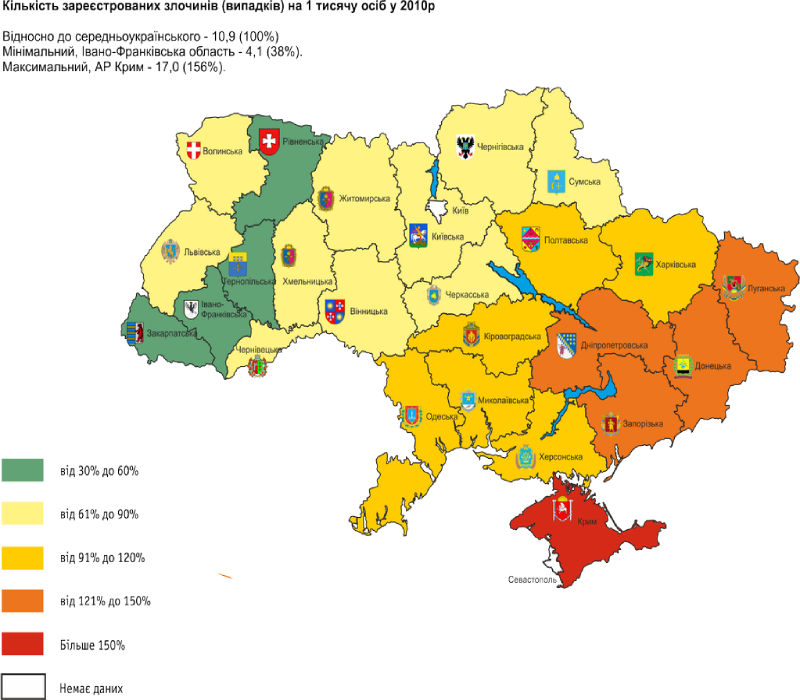 Кількість зареєстрованих злочинів (випадків) на 1 тисячу осіб у 2010р
Відносно до середньоукраїнського - 10,9 (100%)
Мінімальний, Івано-Франківська область - 4,1 (38%).
Максимальний, АР Крим - 17,0 (156%).
Волинська
Рівненська
Чернігівська
Сумська
Житомирська
Київ
Київська
Львівська
Тернопільська
Хмельницька
Полтавська
Харківська
Луганська
Черкасська
Івано-
Франківська
Вінницька
Закарпатська
Чернівецька
Кіровоградська
Дніпропетровська
Донецька
Миколаївська
Одеська
Запорізька
Херсонська
Крим
Севастополь
від 30% до 60%
від 61% до 90%
від 91% до 120%
від 121% до 150%
Більше 150%
Немає даних